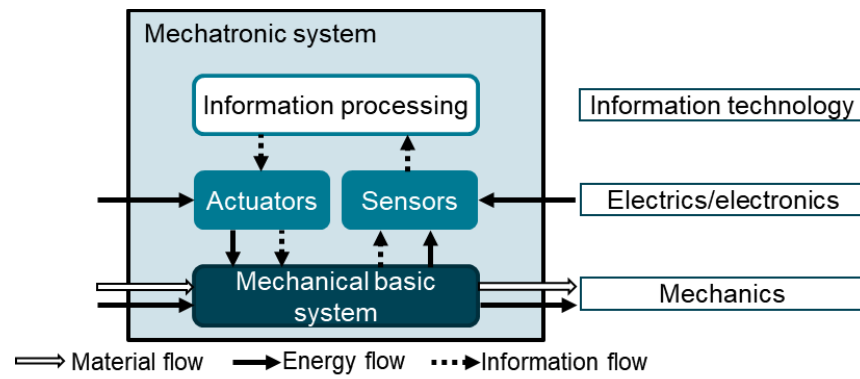 Mechatronic system
Information processing
Information technology
Actuators
Sensors
Electrics/electronics
Mechanical basic
system
Mechanics
Material flow
Energy flow
Information flow